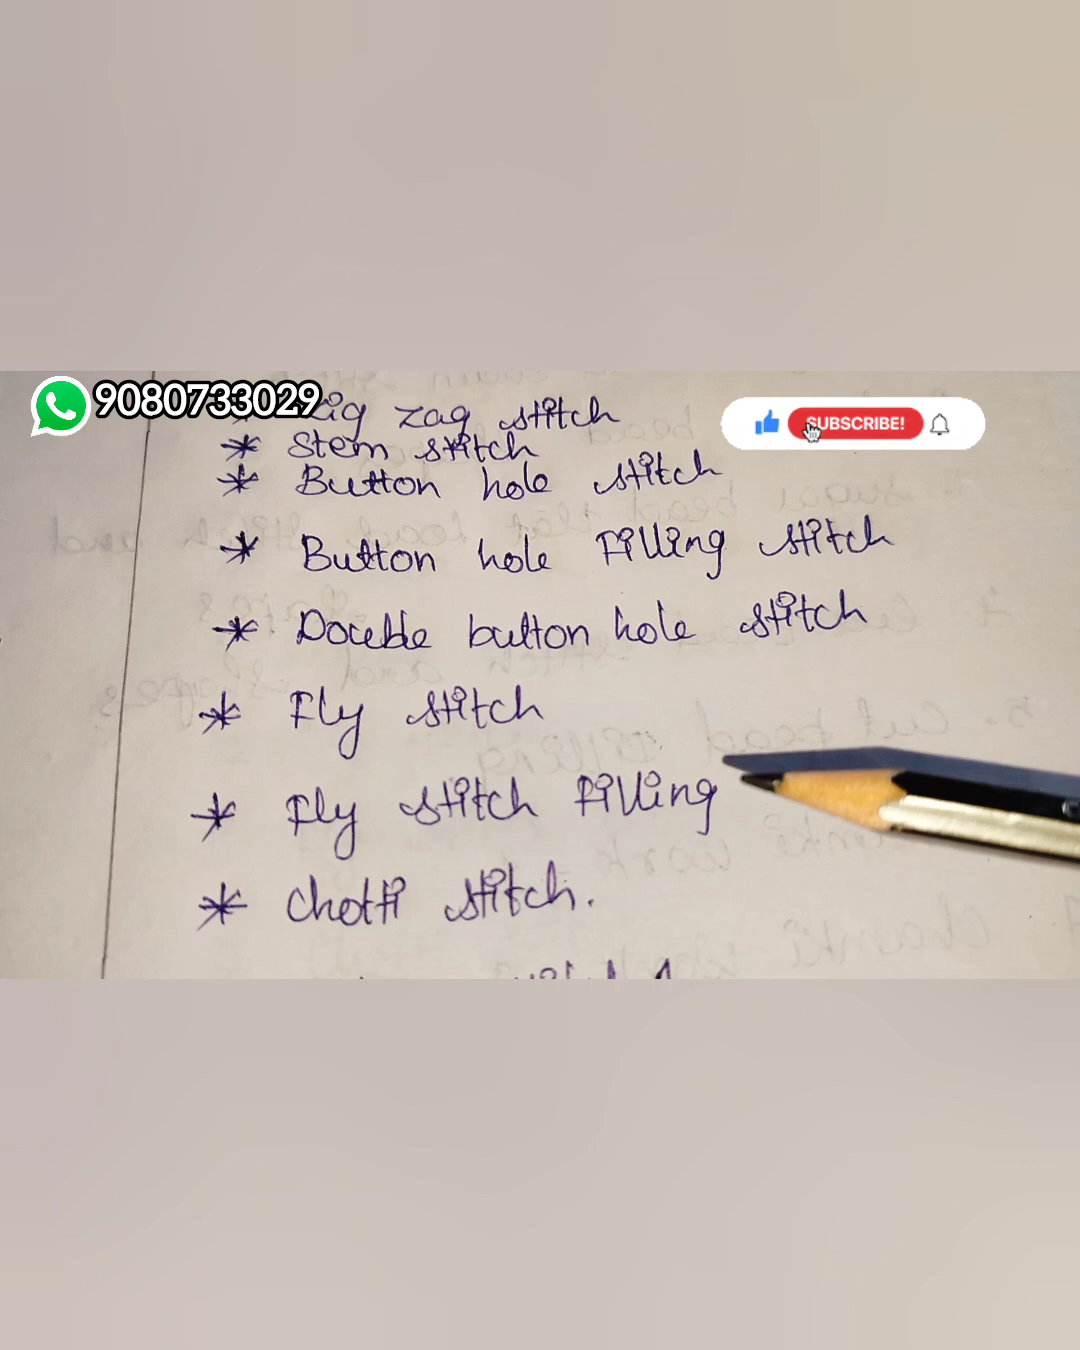 9080733029
* Zig zag stitch
SUBSCRIBE!
* Stem stitch
* Button hole stitch
* Button hole Filling stitch
* Double button hole stitch
* Fly stitch
* Fly stitch Filling
* Chotti stitch.